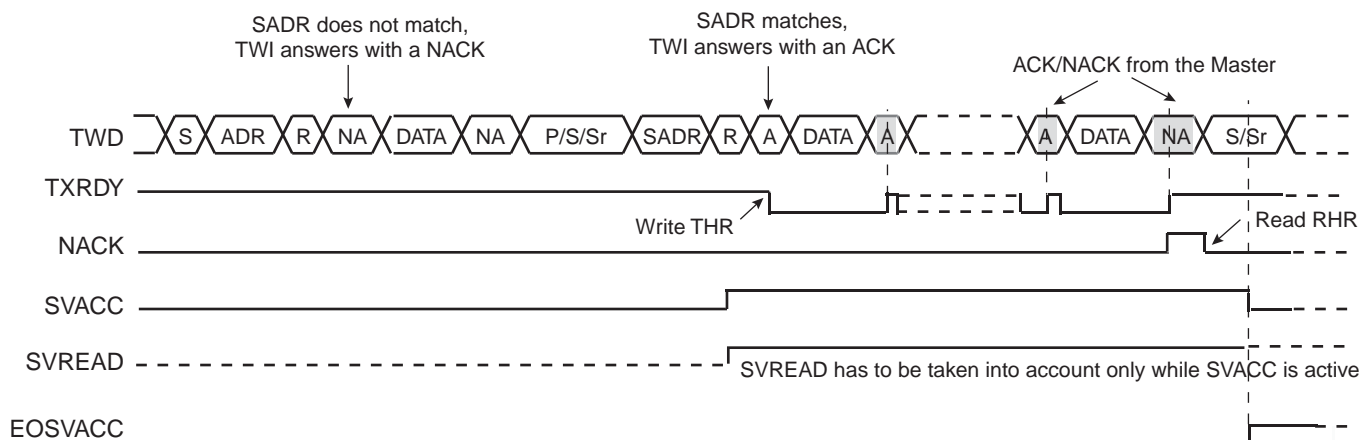 SADR does not match,
TWI answers with a NACK
SADR matches,
TWI answers with an ACK
ACK/NACK from the Master
TWD S ADR R NA DATA NA P/S/Sr SADR R A DATA A A DATA NA S/Sr
TXRDY
Write THR
Read RHR
NACK
SVACC
SVREAD
SVREAD has to be taken into account only while SVACC is active
EOSVACC